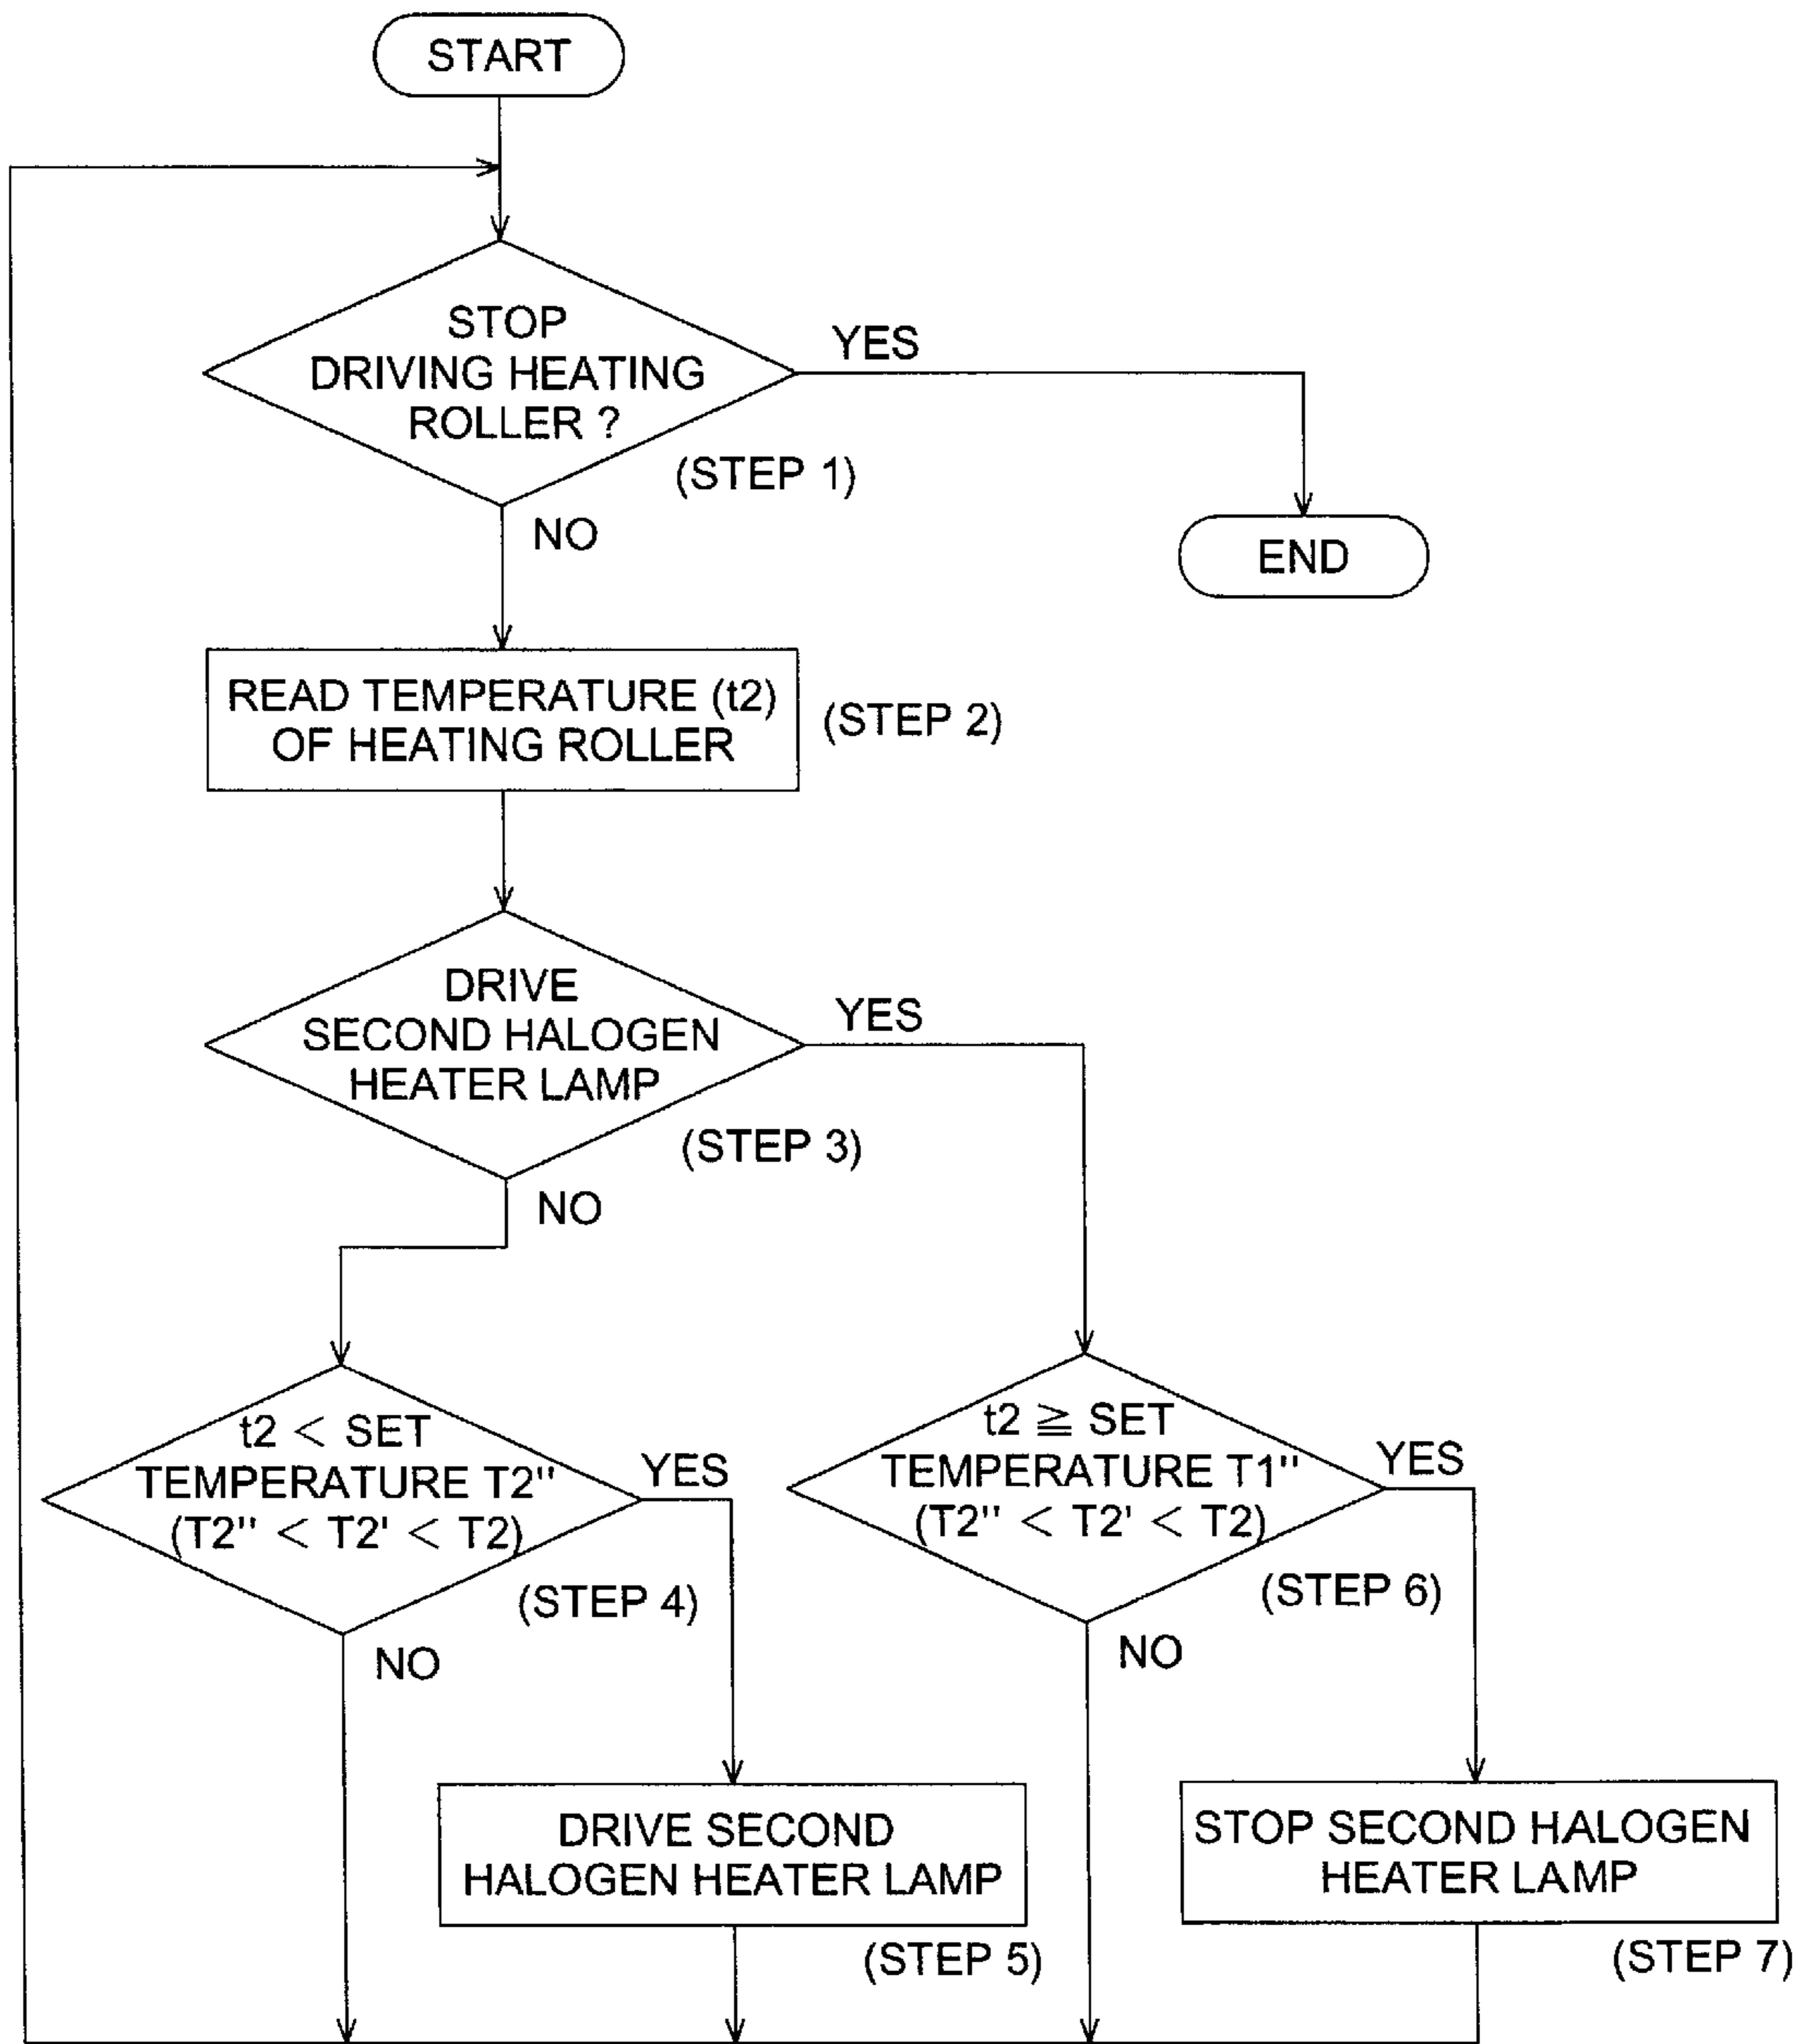 START
STOP
DRIVING HEATING
ROLLER ?
YES
(STEP 1)
NO
END
READ TEMPERATURE (t2)
OF HEATING ROLLER
(STEP 2)
DRIVE
SECOND HALOGEN
HEATER LAMP
YES
(STEP 3)
NO
t2 < SET
TEMPERATURE T2''
(T2'' < T2' < T2)
YES
(STEP 4)
NO
t2 ≧ SET
TEMPERATURE T1''
(T2'' < T2' < T2)
YES
(STEP 6)
NO
DRIVE SECOND
HALOGEN HEATER LAMP
(STEP 5)
STOP SECOND HALOGEN
HEATER LAMP
(STEP 7)